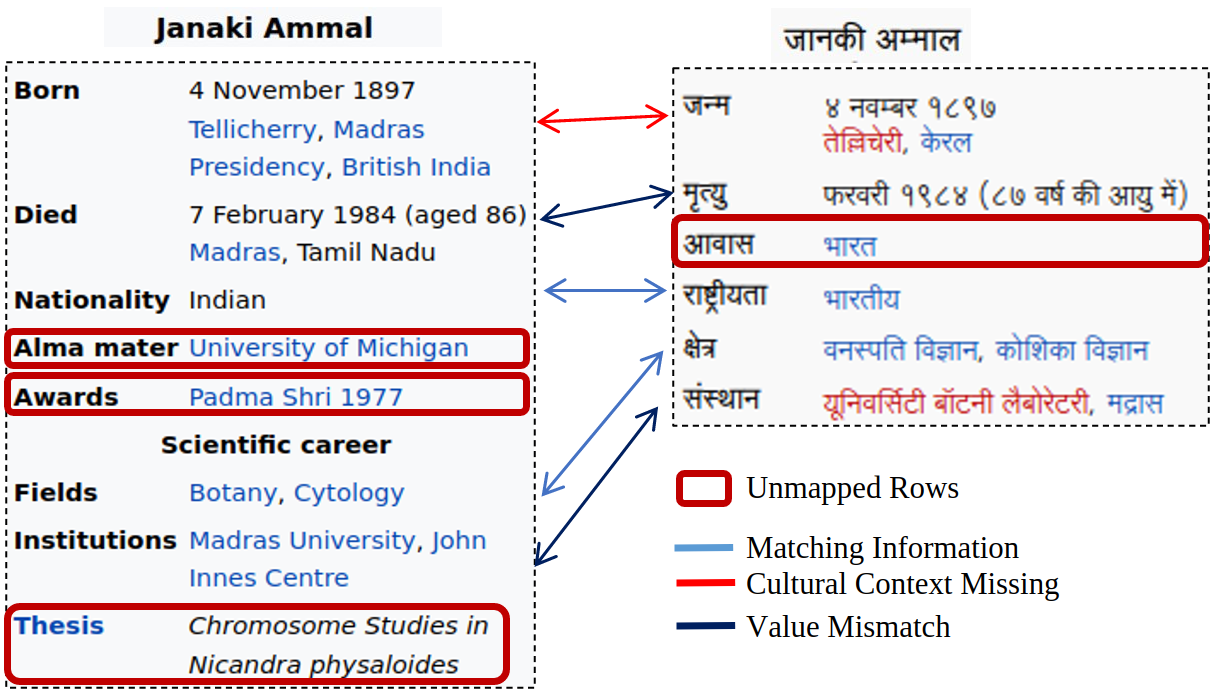 Janaki Ammal
Born 4 November 1897
Tellicherry, Madras
Presidency, British India
Died 7 February 1984 (aged 86)
Madras, Tamil Nadu
Nationality Indian
Alma mater University of Michigan
Awards Padma Shri 1977
Scientific career
Fields Botany, Cytology
Institutions Madras University, John
Innes Centre
Thesis Chromosome Studies in
Nicandra physaloides
जानकी अम्माल
जन्म ४ नवम्बर १८९७
तेल्लिचेरी, केरल
मृत्यु फरवरी १९८४ (८७ वर्ष की आयु में)
आवास भारत
राष्ट्रीयता भारतीय
क्षेत्र वनस्पति विज्ञान, कोशिका विज्ञान
संस्थान यूनिवर्सिटी बॉटनी लैबोरेटरी, मद्रास
Unmapped Rows
Matching Information
Cultural Context Missing
Value Mismatch